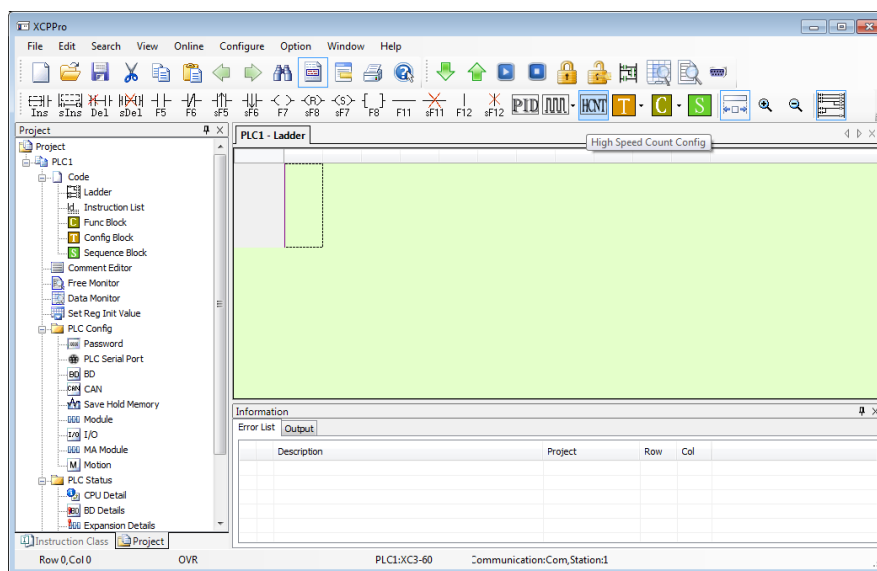 XCPPro
File Edit Search View Online Configure Option Window Help
Ins sIns Del sDel F5 F6 sF5 sF6 F7 sF8 sF7 F8 F11 sF11 F12 sF12 PID HCNT T C S
Project
PLC1 - Ladder
High Speed Count Config
Project
PLC1
Code
Ladder
Instruction List
C Func Block
T Config Block
S Sequence Block
Comment Editor
Free Monitor
Data Monitor
Set Reg Init Value
PLC Config
Password
PLC Serial Port
BD BD
CAN
Save Hold Memory
Module
I/O I/O
MA Module
M Motion
PLC Status
CPU Detail
BD BD Details
Expansion Details
Instruction Class Project
Information
Error List Output
Description Project Row Col
Row 0,Col 0 OVR PLC1:XC3-60 Communication:Com,Station:1